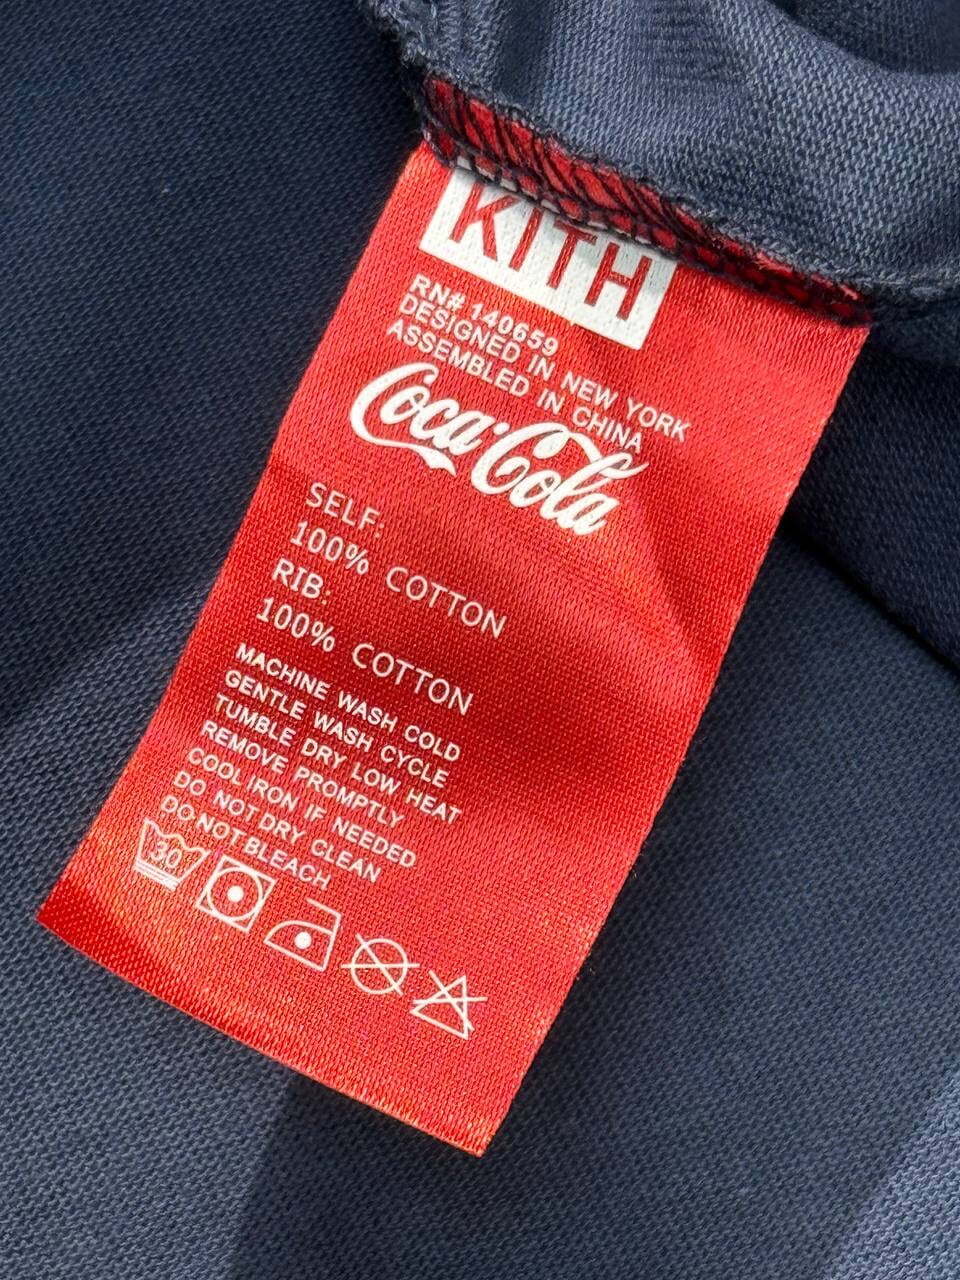 KITH
RN# 140659
DESIGNED IN NEW YORK
ASSEMBLED IN CHINA
Coca-Cola
SELF:
100% COTTON
RIB:
100% COTTON
MACHINE WASH COLD
GENTLE WASH CYCLE
TUMBLE DRY LOW HEAT
REMOVE PROMPTLY
COOL IRON IF NEEDED
DO NOT DRY CLEAN
DO NOT BLEACH
30